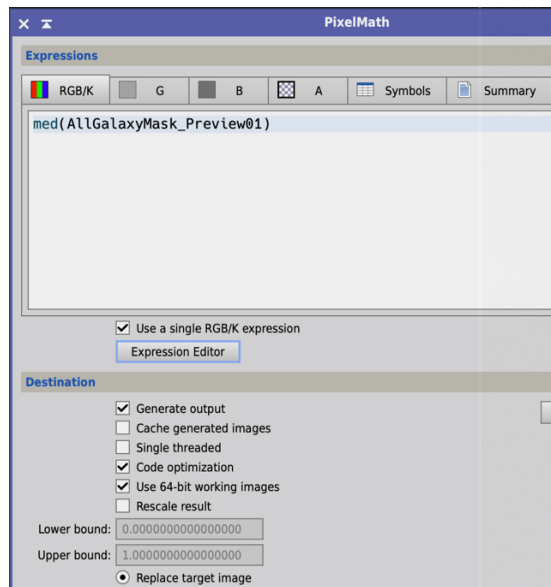 PixelMath
Expressions
RGB/K G B A Symbols Summary
med(AllGalaxyMask_Preview01)
Use a single RGB/K expression
Expression Editor
Destination
Generate output
Cache generated images
Single threaded
Code optimization
Use 64-bit working images
Rescale result
Lower bound: 0.0000000000000000
Upper bound: 1.0000000000000000
Replace target image